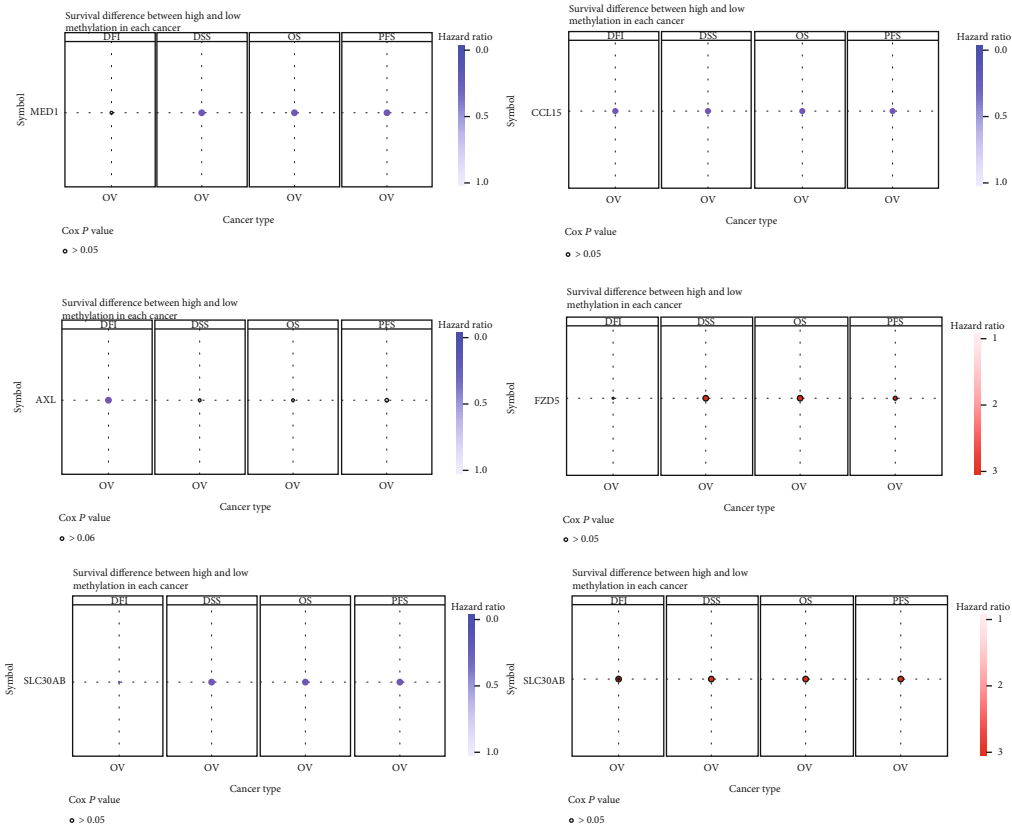 Survival difference between high and low
methylation in each cancer
DFI DSS OS PFS
Hazard ratio
0.0
0.5
1.0
Symbol
MED1
OV OV OV OV
Cancer type
Cox P value
> 0.05
Survival difference between high and low
methylation in each cancer
DFI DSS OS PFS
Hazard ratio
0.0
0.5
1.0
Symbol
CCL15
OV OV OV OV
Cancer type
Cox P value
> 0.05
Survival difference between high and low
methylation in each cancer
DFI DSS OS PFS
Hazard ratio
0.0
0.5
1.0
Symbol
AXL
OV OV OV OV
Cancer type
Cox P value
> 0.06
Survival difference between high and low
methylation in each cancer
DFI DSS OS PFS
Hazard ratio
1
2
3
Symbol
FZD5
OV OV OV OV
Cancer type
Cox P value
> 0.05
Survival difference between high and low
methylation in each cancer
DFI DSS OS PFS
Hazard ratio
0.0
0.5
1.0
Symbol
SLC30AB
OV OV OV OV
Cancer type
Cox P value
> 0.05
Survival difference between high and low
methylation in each cancer
DFI DSS OS PFS
Hazard ratio
1
2
3
Symbol
SLC30AB
OV OV OV OV
Cancer type
Cox P value
> 0.05